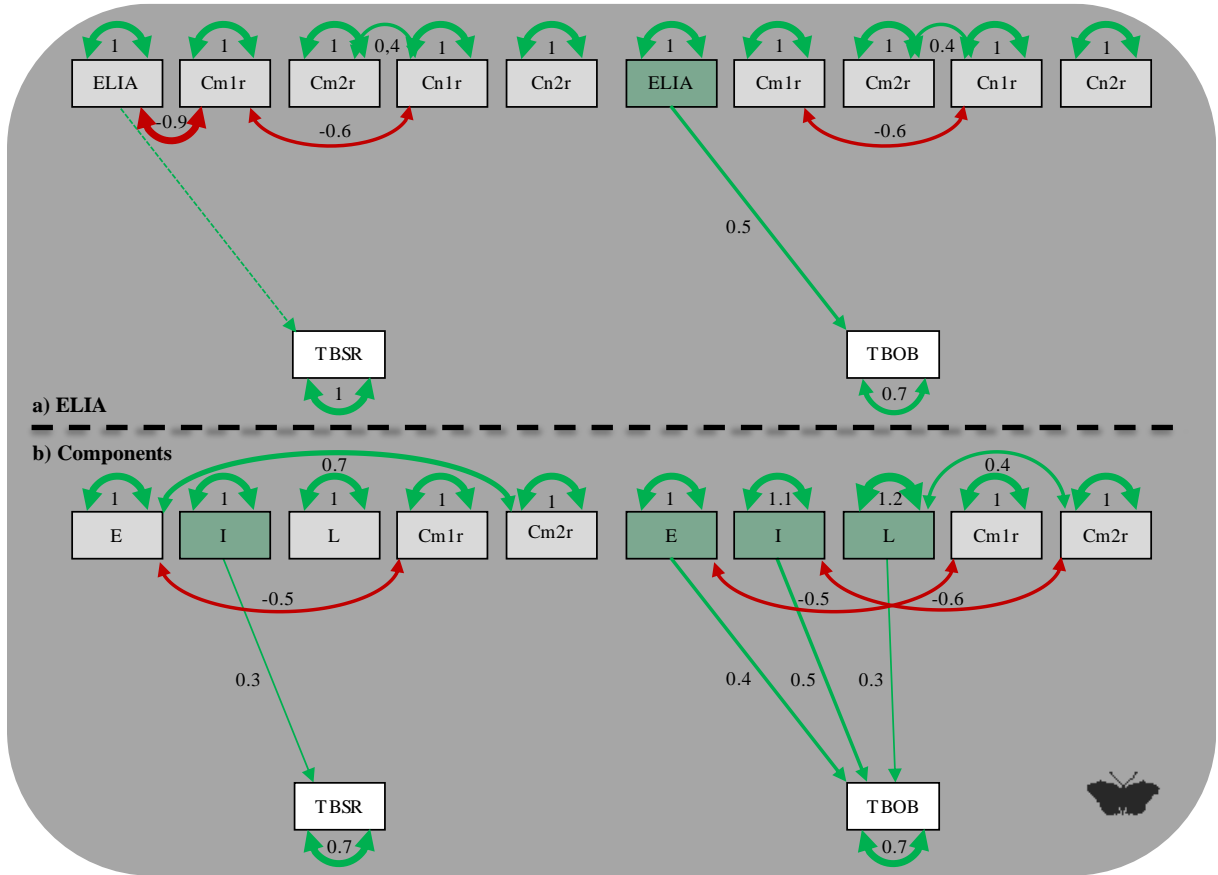 1 1 1 0,4 1 1 1 1 1 0.4 1 1
ELIA Cm1r Cm2r Cn1r Cn2r ELIA Cm1r Cm2r Cn1r Cn2r
-0.9 -0.6 -0.6
0.5
TBSR TBOB
1 0.7
a) ELIA
b) Components
0.7 0.4
1 1 1 1 1 1 1.1 1.2 1 1
E I L Cm1r Cm2r E I L Cm1r Cm2r
-0.5 -0.5 -0.6
0.3 0.4 0.5 0.3
TBSR TBOB
0.7 0.7